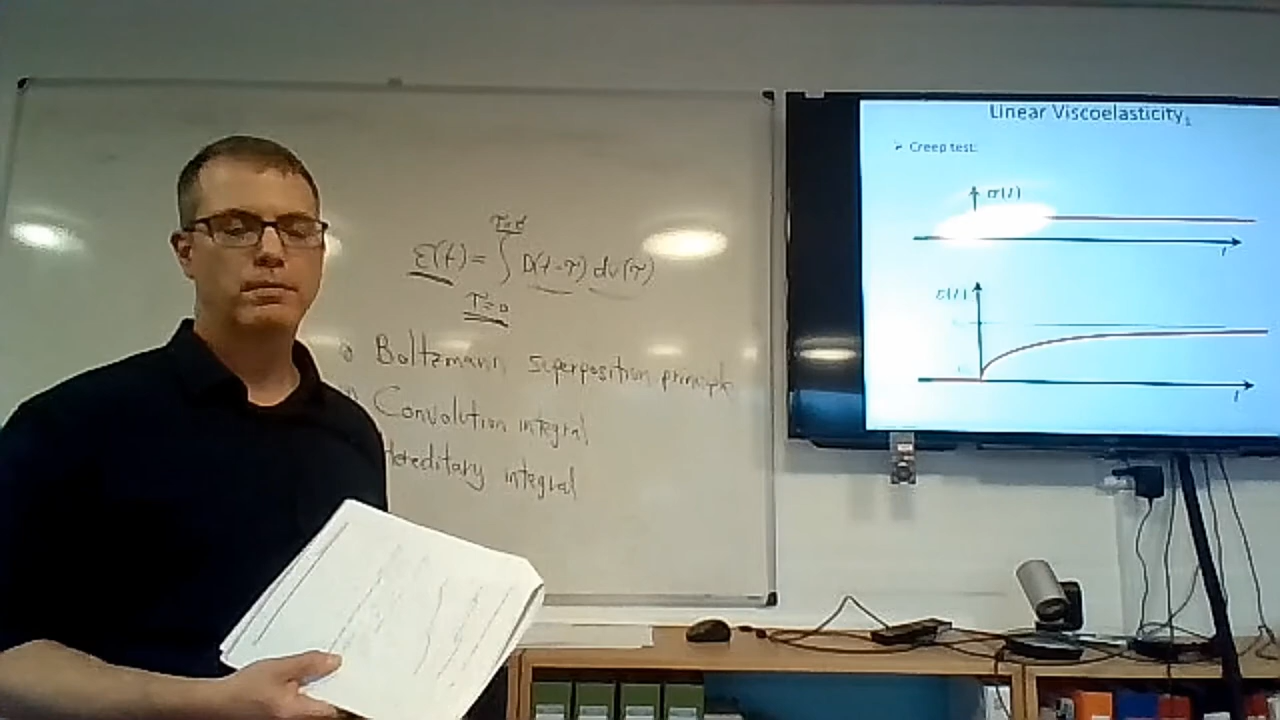 τ=t
ε(t) = ∫ D(t-τ) dσ(τ)
τ=0
Boltzmann superposition principle
Convolution integral
Hereditary integral
Linear Viscoelasticity
➢ Creep test:
σ(t)
t
ε(t)
t